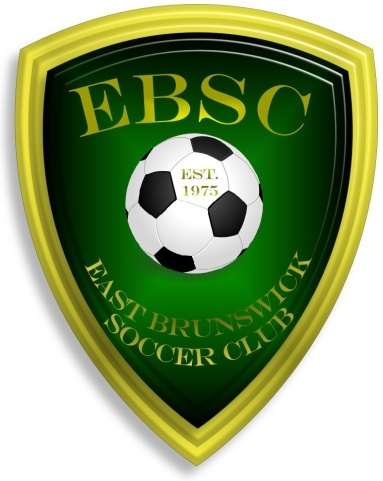 EBSC
EST.
1975
EAST BRUNSWICK
SOCCER CLUB